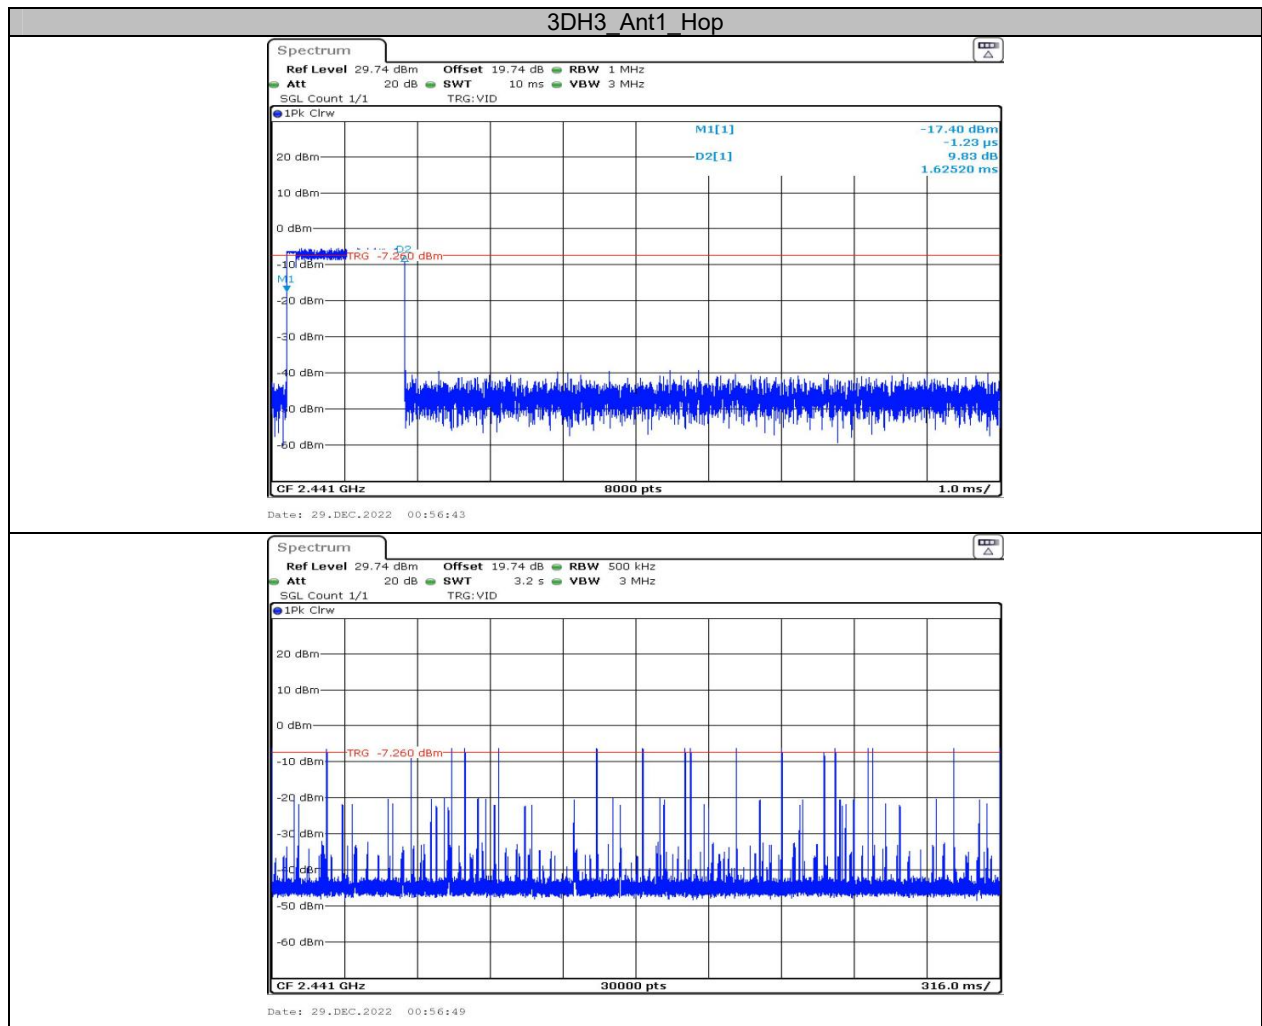 3DH3_Ant1_Hop
Spectrum
Ref Level 29.74 dBm Offset 19.74 dB RBW 1 MHz
Att 20 dB SWT 10 ms VBW 3 MHz
SGL Count 1/1 TRG:VID
1Pk Clrw
M1[1] -17.40 dBm
-1.23 µs
20 dBm D2[1] 9.83 dB
1.62520 ms
10 dBm
0 dBm
D2
TRG -7.260 dBm
-10 dBm
M1
-20 dBm
-30 dBm
-40 dBm
-60 dBm
CF 2.441 GHz 8000 pts 1.0 ms/
Date: 29.DEC.2022 00:56:43
Spectrum
Ref Level 29.74 dBm Offset 19.74 dB RBW 500 kHz
Att 20 dB SWT 3.2 s VBW 3 MHz
SGL Count 1/1 TRG:VID
1Pk Clrw
20 dBm
10 dBm
0 dBm
TRG -7.260 dBm
-10 dBm
-20 dBm
-30 dBm
-50 dBm
-60 dBm
CF 2.441 GHz 30000 pts 316.0 ms/
Date: 29.DEC.2022 00:56:49